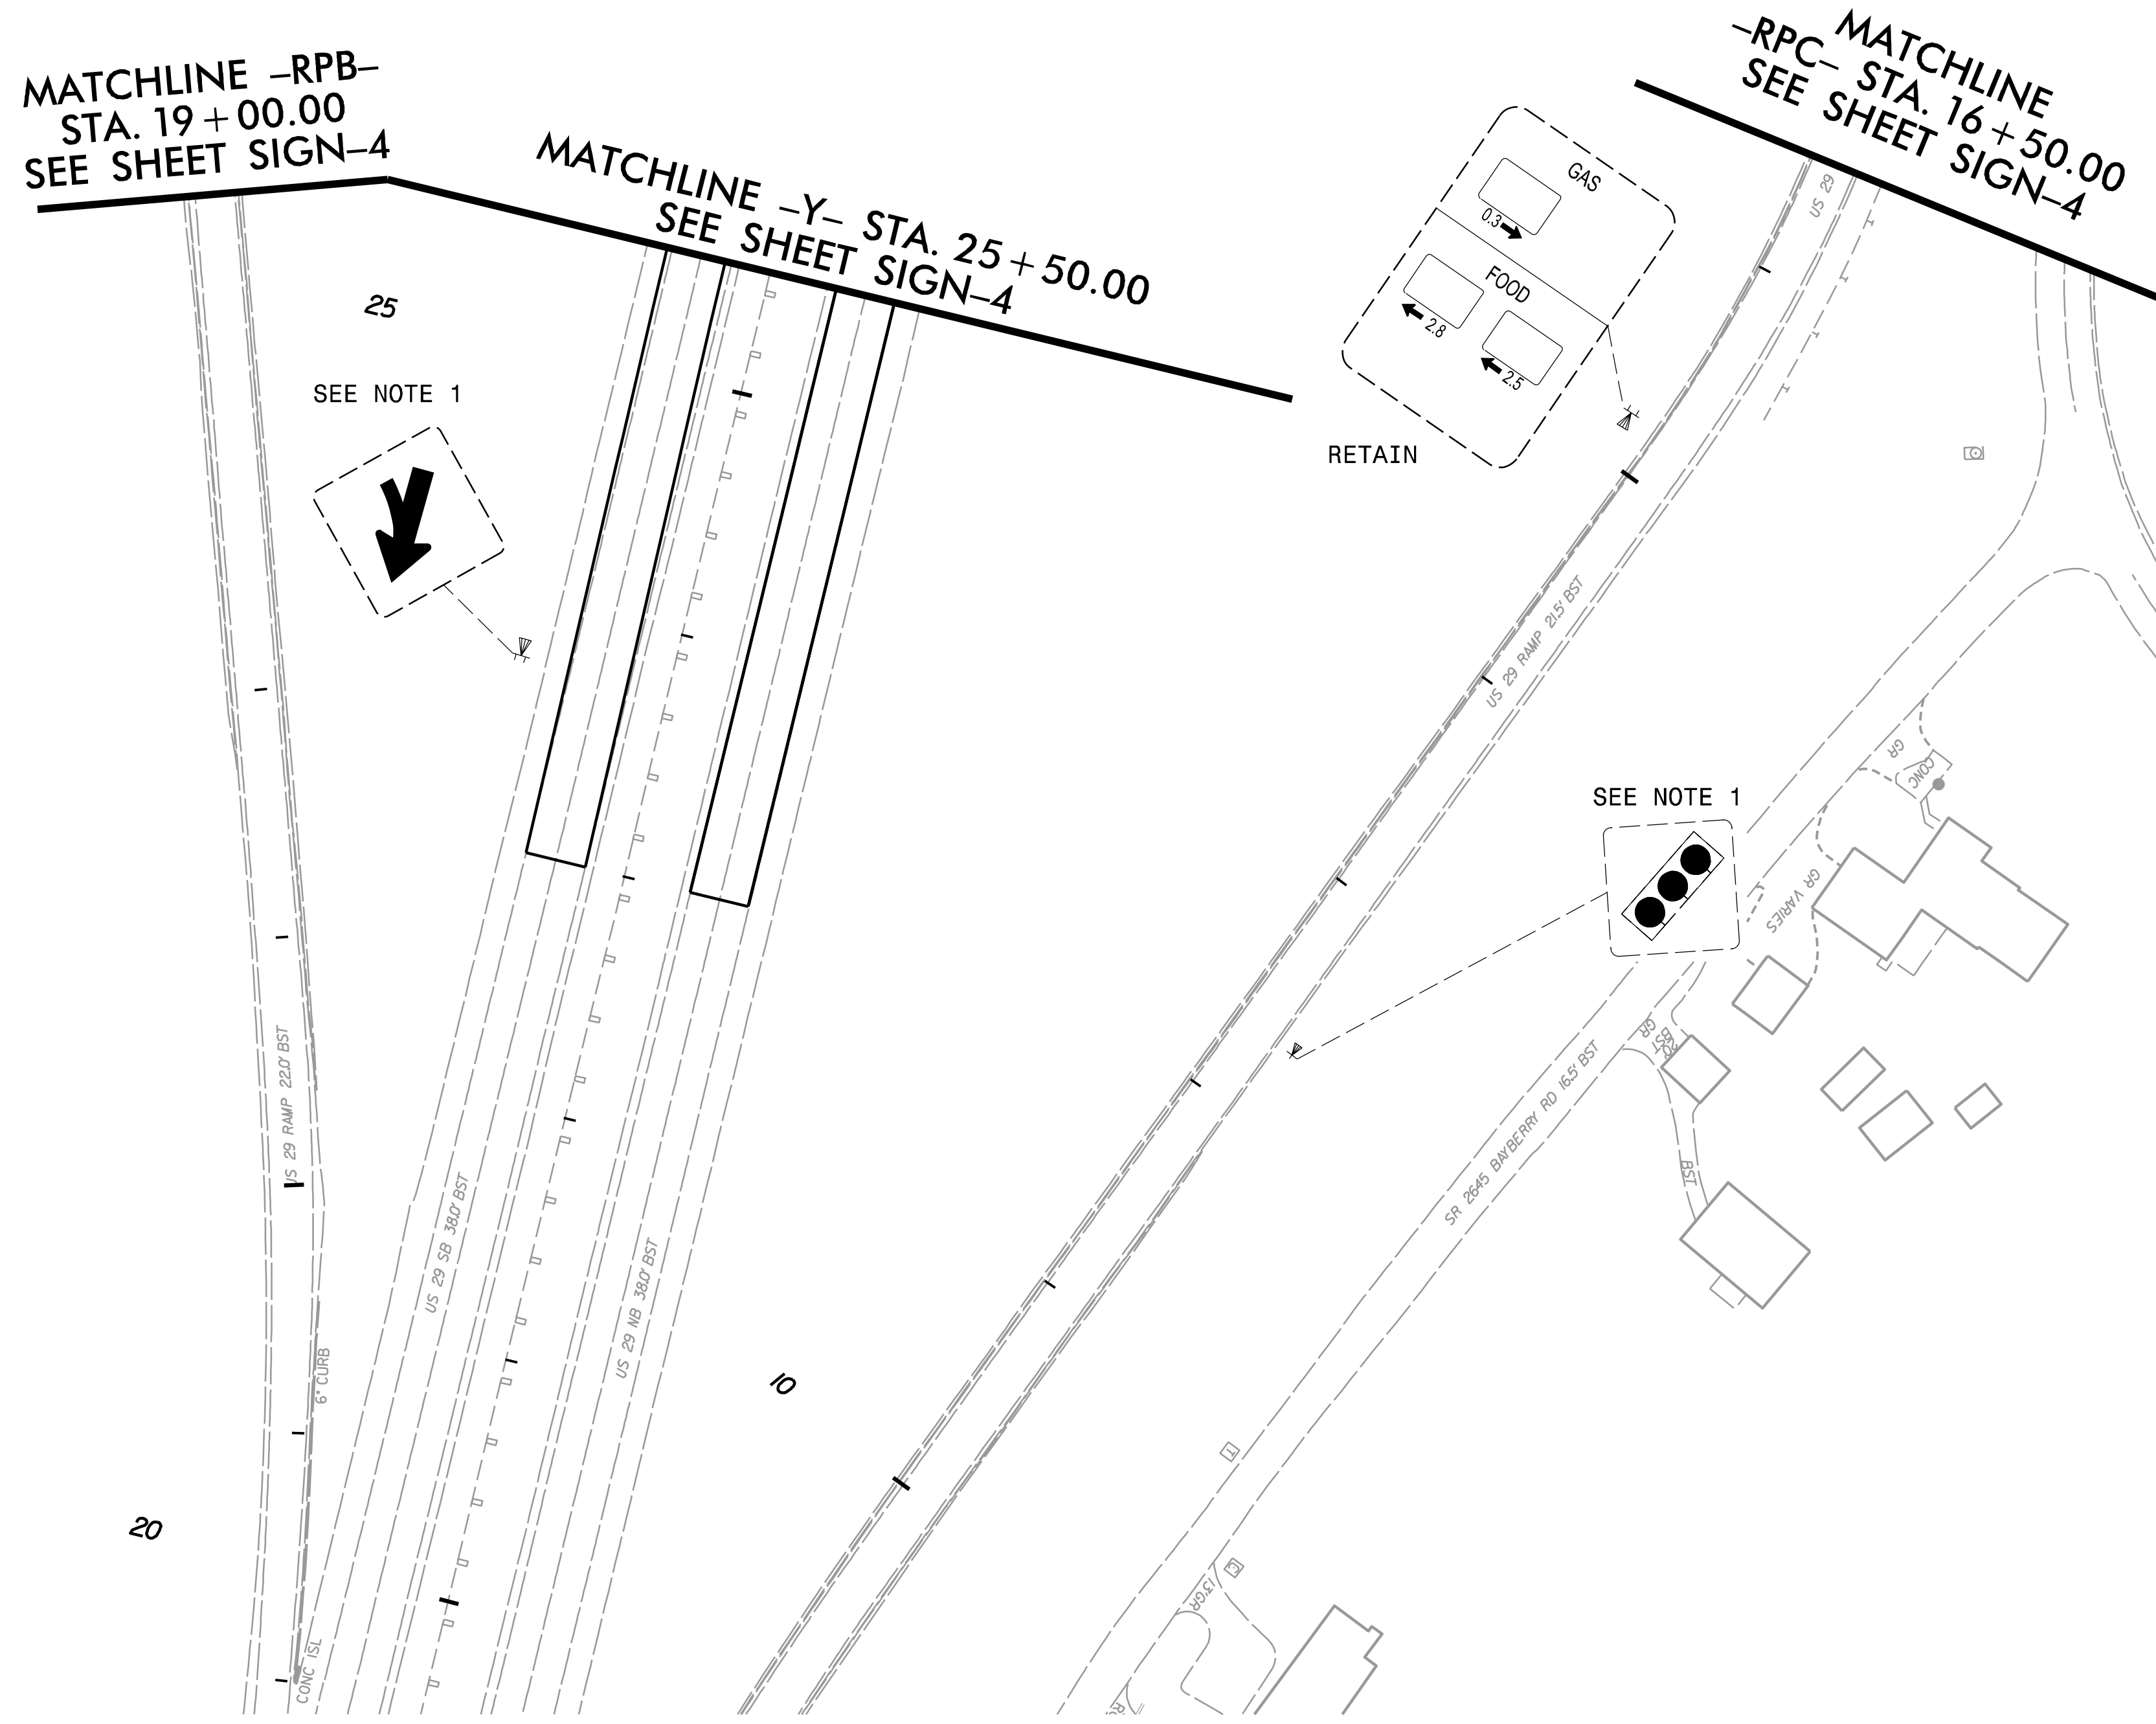 MATCHLINE –RPB–
STA. 19+00.00
SEE SHEET SIGN–4
MATCHLINE –Y– STA. 25+50.00
SEE SHEET SIGN–4
MATCHLINE
–RPC– STA. 16+50.00
SEE SHEET SIGN–4
GAS
0.3
FOOD
2.8
2.5
RETAIN
US 29
25
SEE NOTE 1
US 29 RAMP 21.5' BST
SEE NOTE 1
GR
CONC
GR VARIES
GR
BST
US 29 RAMP 22.0' BST
SR 2645 BAYBERRY RD 16.5' BST
BST
US 29 SB 38.0' BST
US 29 NB 38.0' BST
6" CURB
10
T
C
13'GR
20
CONC ISL